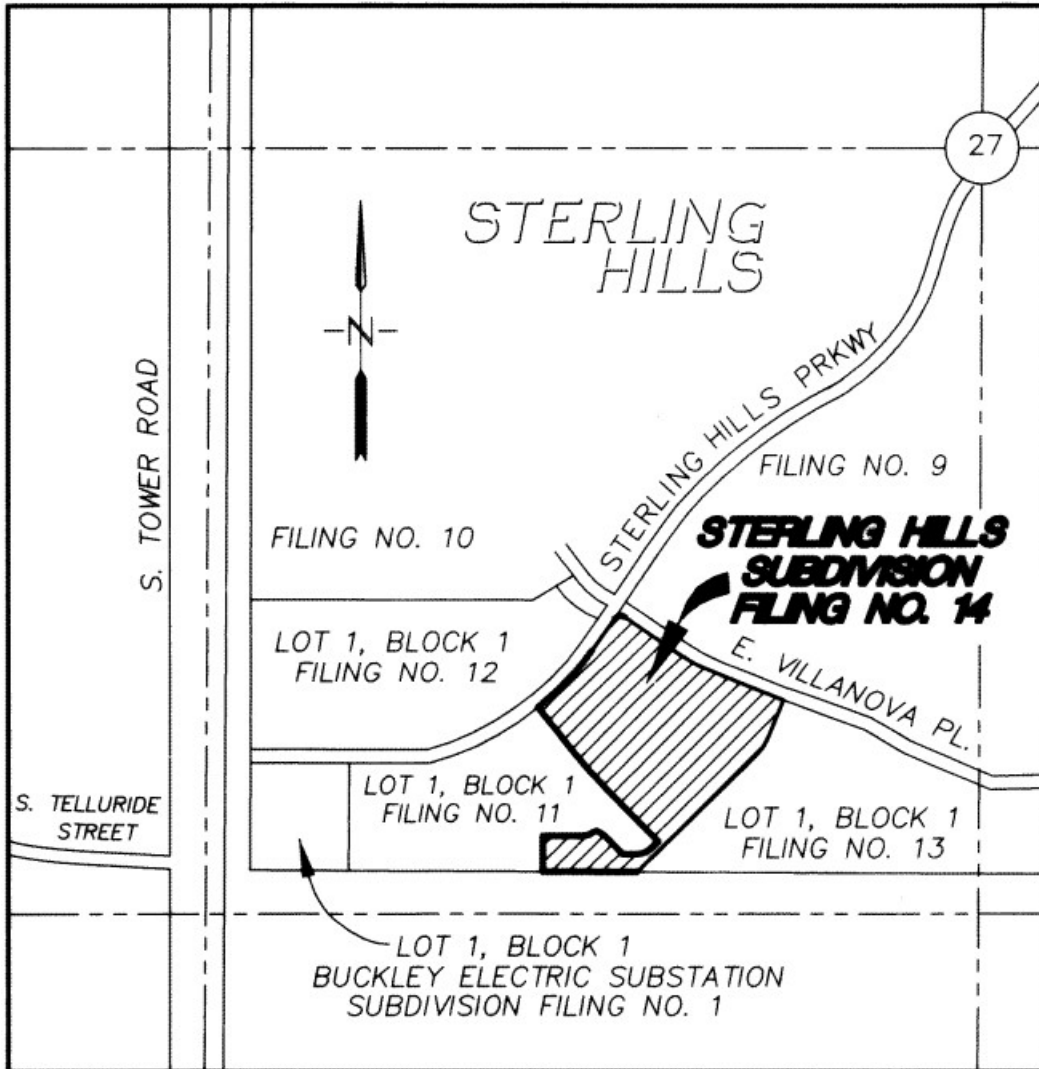 27
STERLING
HILLS
N
S. TOWER ROAD
STERLING HILLS PRKWY
FILING NO. 9
FILING NO. 10
STERLING HILLS
SUBDIVISION
FILING NO. 14
LOT 1, BLOCK 1
FILING NO. 12
E. VILLANOVA PL.
S. TELLURIDE
STREET
LOT 1, BLOCK 1
FILING NO. 11
LOT 1, BLOCK 1
FILING NO. 13
LOT 1, BLOCK 1
BUCKLEY ELECTRIC SUBSTATION
SUBDIVISION FILING NO. 1